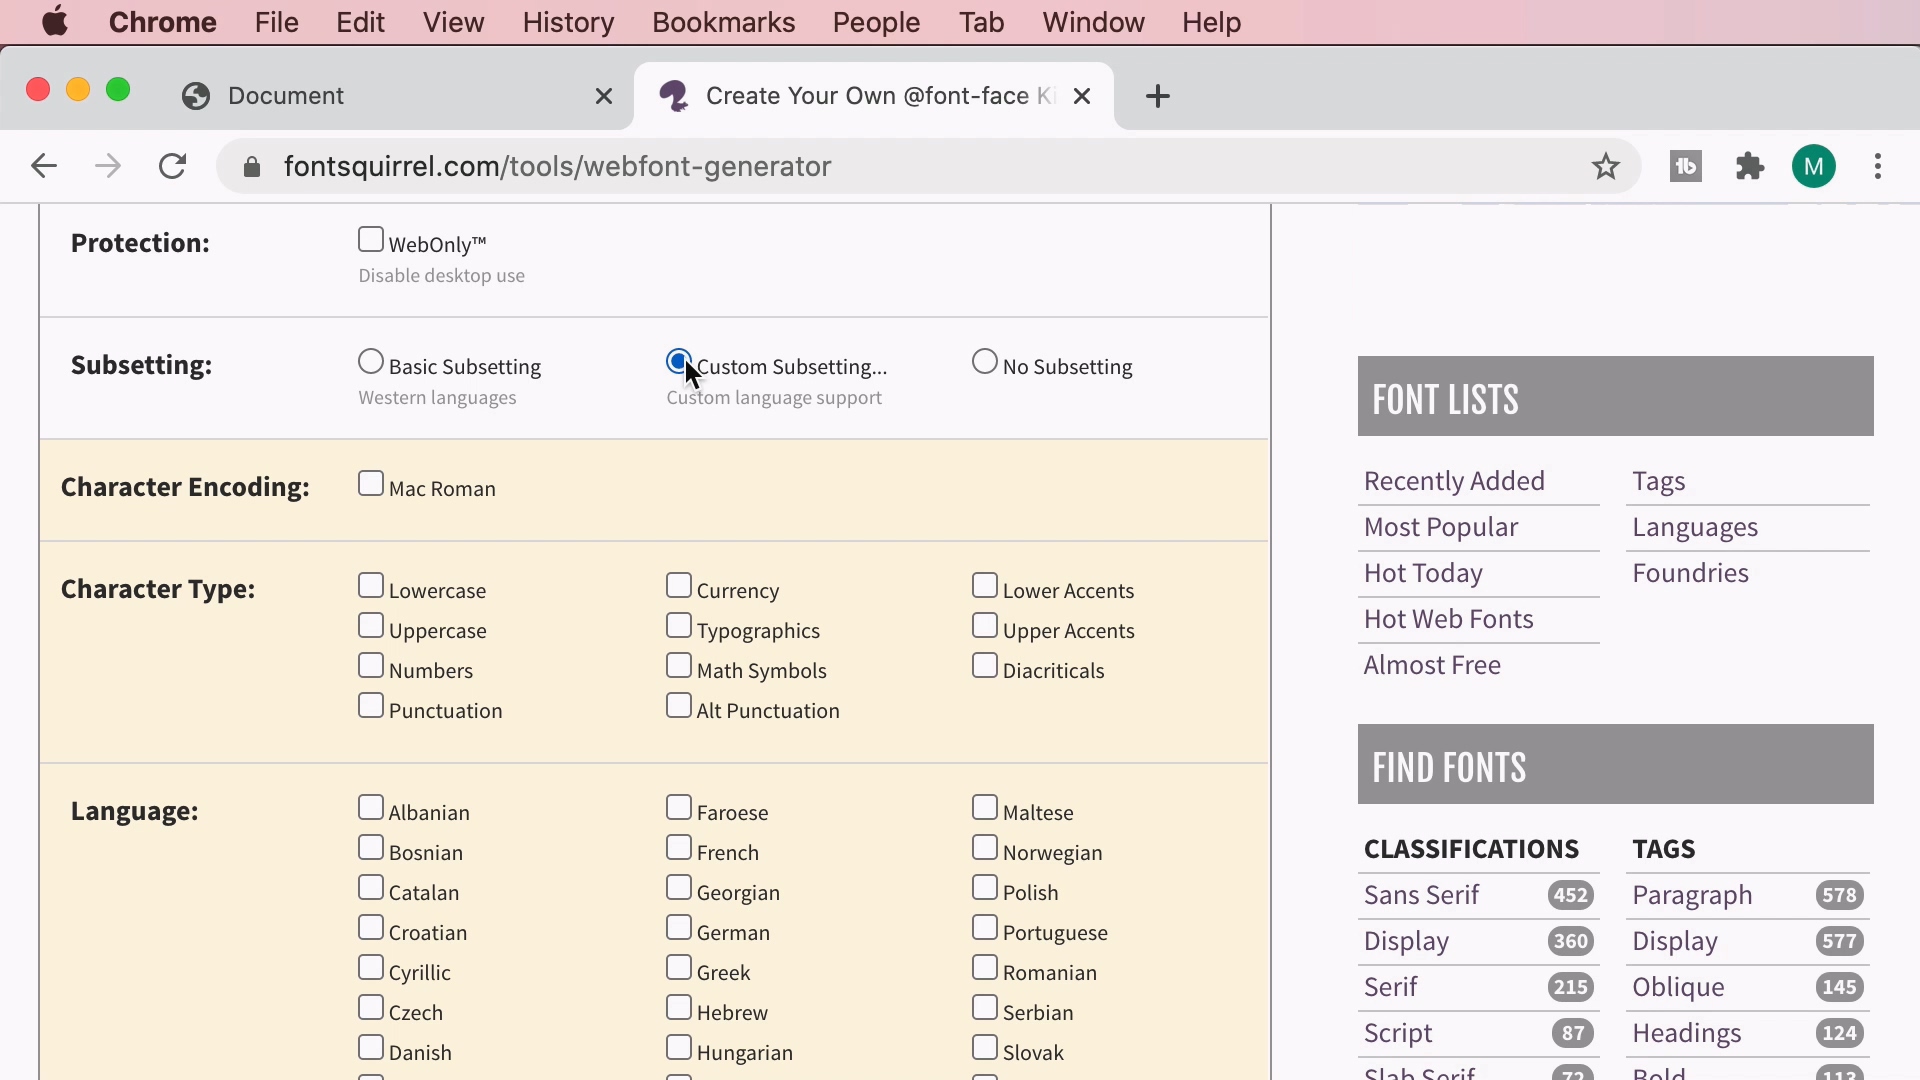 Chrome File Edit View History Bookmarks People Tab Window Help
Document
Create Your Own @font-face Ki
fontsquirrel.com/tools/webfont-generator
M
Protection:
WebOnly™
Disable desktop use
Subsetting:
Basic Subsetting
Western languages
Custom Subsetting...
Custom language support
No Subsetting
Character Encoding:
Mac Roman
Character Type:
Lowercase
Uppercase
Numbers
Punctuation
Currency
Typographics
Math Symbols
Alt Punctuation
Lower Accents
Upper Accents
Diacriticals
Language:
Albanian
Bosnian
Catalan
Croatian
Cyrillic
Czech
Danish
Faroese
French
Georgian
German
Greek
Hebrew
Hungarian
Maltese
Norwegian
Polish
Portuguese
Romanian
Serbian
Slovak
FONT LISTS
Recently Added
Most Popular
Hot Today
Hot Web Fonts
Almost Free
Tags
Languages
Foundries
FIND FONTS
CLASSIFICATIONS
Sans Serif 452
Display 360
Serif 215
Script 87
Slab Serif 72
TAGS
Paragraph 578
Display 577
Oblique 145
Headings 124
Bold 113